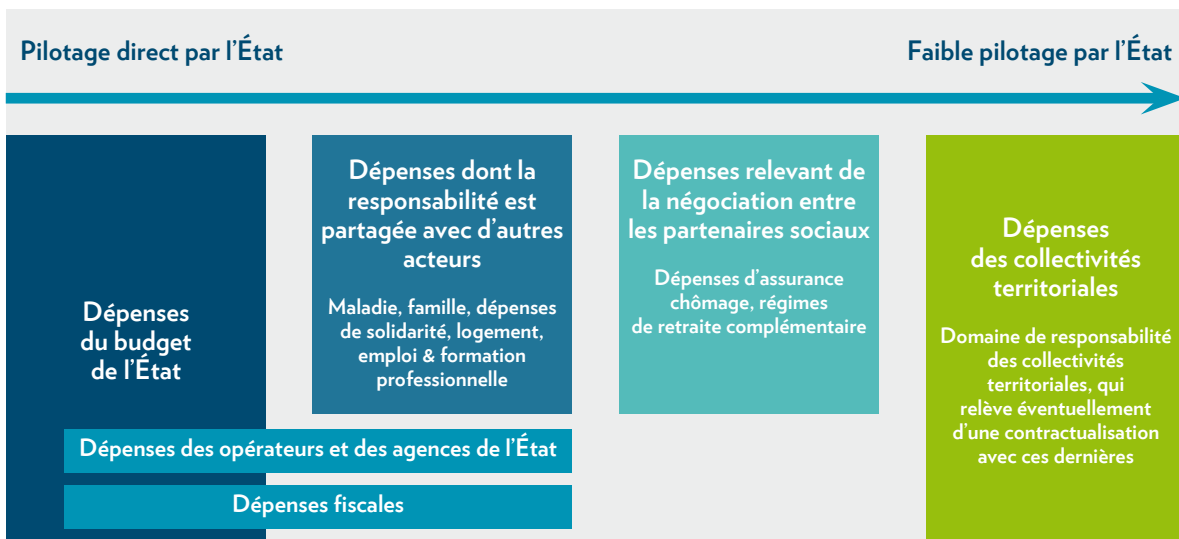 Pilotage direct par l’État
Faible pilotage par l’État
Dépenses
du budget
de l’État
Dépenses dont la
responsabilité est
partagée avec d’autres
acteurs
Maladie, famille, dépenses
de solidarité, logement,
emploi & formation
professionnelle
Dépenses relevant de
la négociation entre
les partenaires sociaux
Dépenses d’assurance
chômage, régimes
de retraite complémentaire
Dépenses
des collectivités
territoriales
Domaine de responsabilité
des collectivités
territoriales, qui
relève éventuellement
d’une contractualisation
avec ces dernières
Dépenses des opérateurs et des agences de l’État
Dépenses fiscales